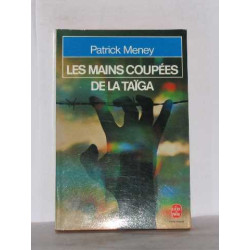 Patrick Meney
LES MAINS COUPÉES
DE LA TAÏGA